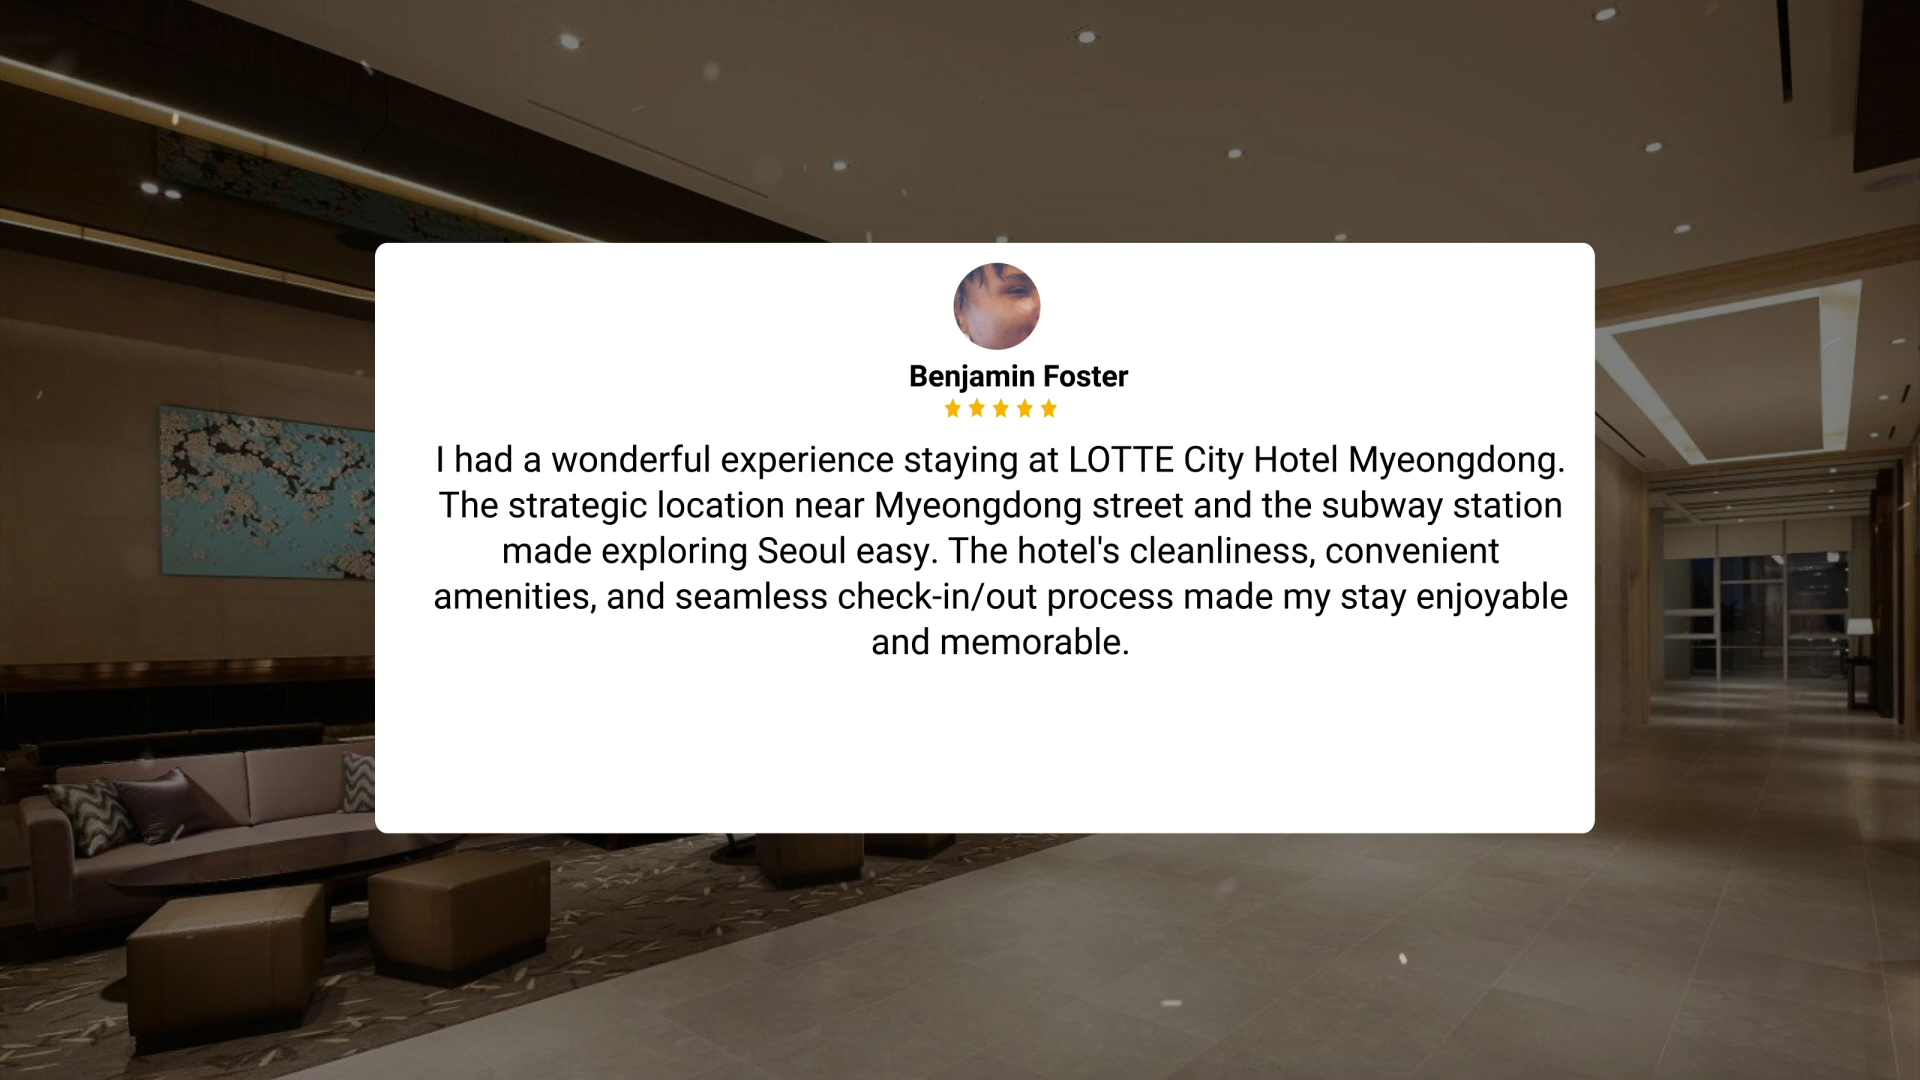 Benjamin Foster
I had a wonderful experience staying at LOTTE City Hotel Myeongdong.
The strategic location near Myeongdong street and the subway station
made exploring Seoul easy. The hotel's cleanliness, convenient
amenities, and seamless check-in/out process made my stay enjoyable
and memorable.